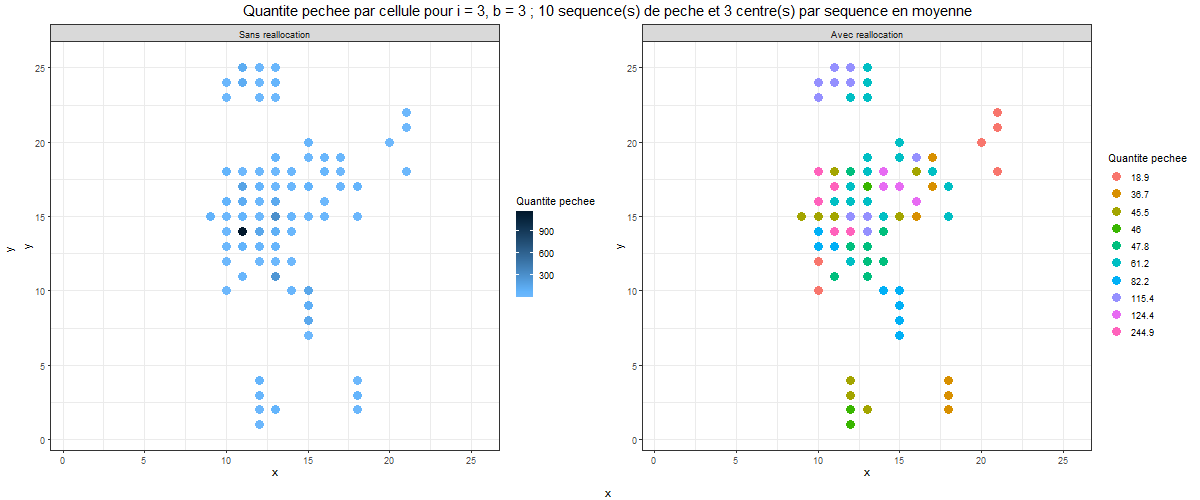 Quantite pechee par cellule pour i = 3, b = 3 ; 10 sequence(s) de peche et 3 centre(s) par sequence en moyenne
Sans reallocation
25
20
15
10
5
0
0 5 10 15 20 25
x
y
y
Quantite pechee
900
600
300
Avec reallocation
25
20
15
10
5
0
0 5 10 15 20 25
x
y
Quantite pechee
18.9
36.7
45.5
46
47.8
61.2
82.2
115.4
124.4
244.9
x